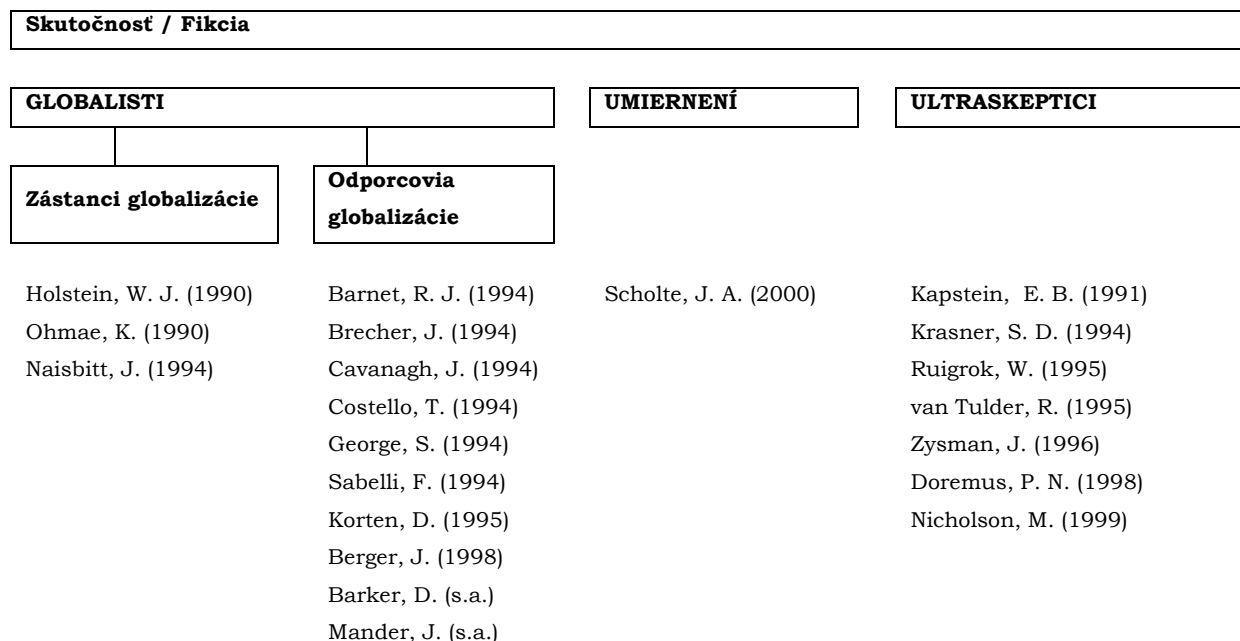 Skutočnosť / Fikcia
GLOBALISTI
UMIERNENÍ
ULTRASKEPTICI
Zástanci globalizácie
Odporcovia
globalizácie
Holstein, W. J. (1990)
Ohmae, K. (1990)
Naisbitt, J. (1994)
Barnet, R. J. (1994)
Brecher, J. (1994)
Cavanagh, J. (1994)
Costello, T. (1994)
George, S. (1994)
Sabelli, F. (1994)
Korten, D. (1995)
Berger, J. (1998)
Barker, D. (s.a.)
Mander, J. (s.a.)
Scholte, J. A. (2000)
Kapstein, E. B. (1991)
Krasner, S. D. (1994)
Ruigrok, W. (1995)
van Tulder, R. (1995)
Zysman, J. (1996)
Doremus, P. N. (1998)
Nicholson, M. (1999)